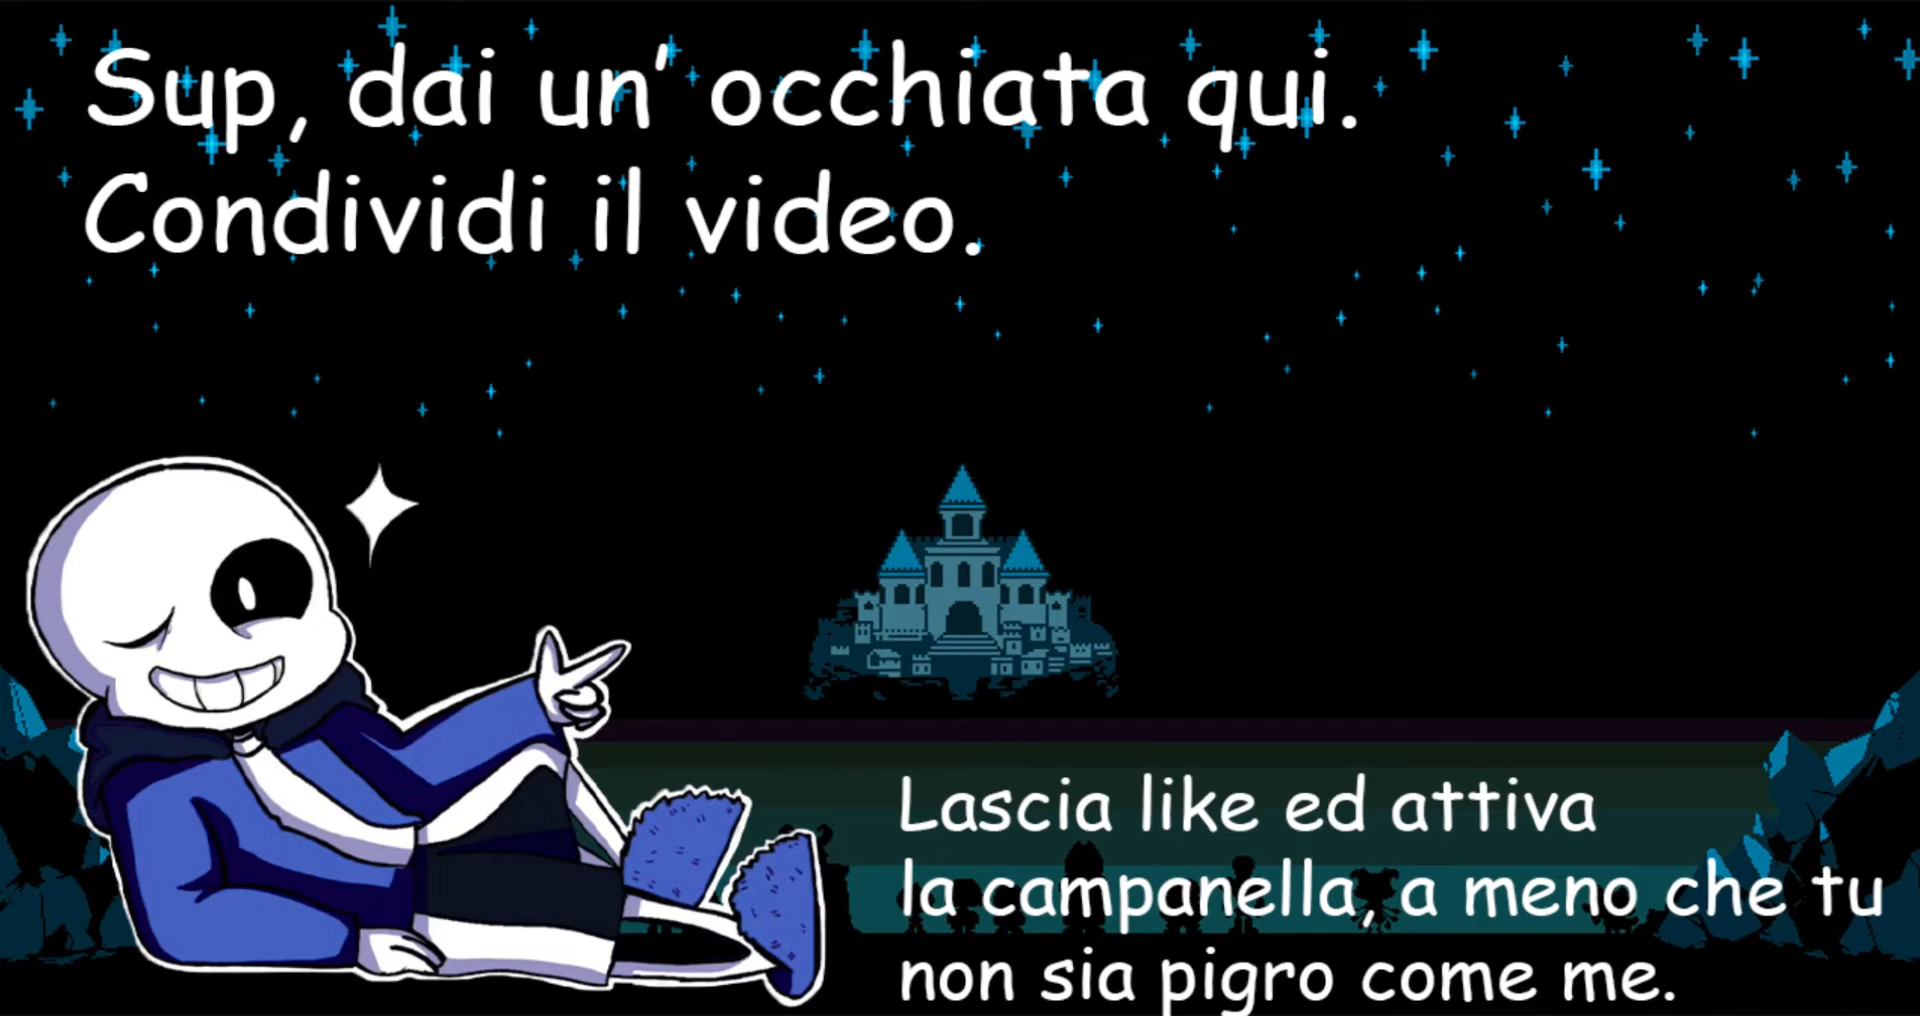 Sup, dai un' occhiata qui.
Condividi il video.
Lascia like ed attiva
la campanella, a meno che tu
non sia pigro come me.